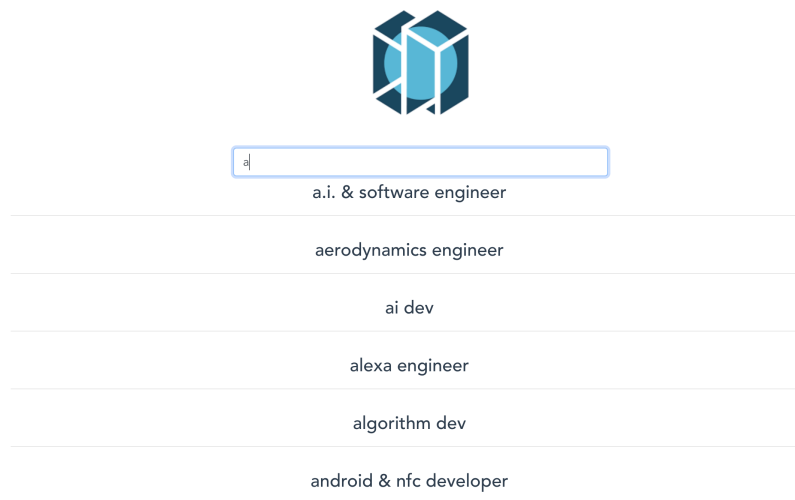 a
a.i. & software engineer
aerodynamics engineer
ai dev
alexa engineer
algorithm dev
android & nfc developer